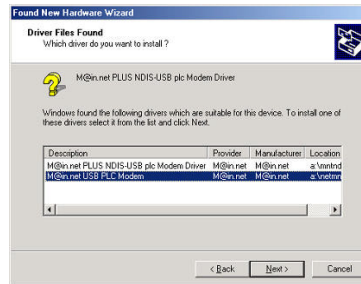 Found New Hardware Wizard
Driver Files Found
Which driver do you want to install ?
M@in.net PLUS NDIS-USB plc Modem Driver
Windows found the following drivers which are suitable for this device. To install one of
these drivers select it from the list and click Next.
Description Provider Manufacturer Location
M@in.net PLUS NDIS-USB plc Modem Driver M@in.net M@in.net a:\mntnd
M@in.net USB PLC Modem M@in.net M@in.net a:\netmn
< Back Next > Cancel